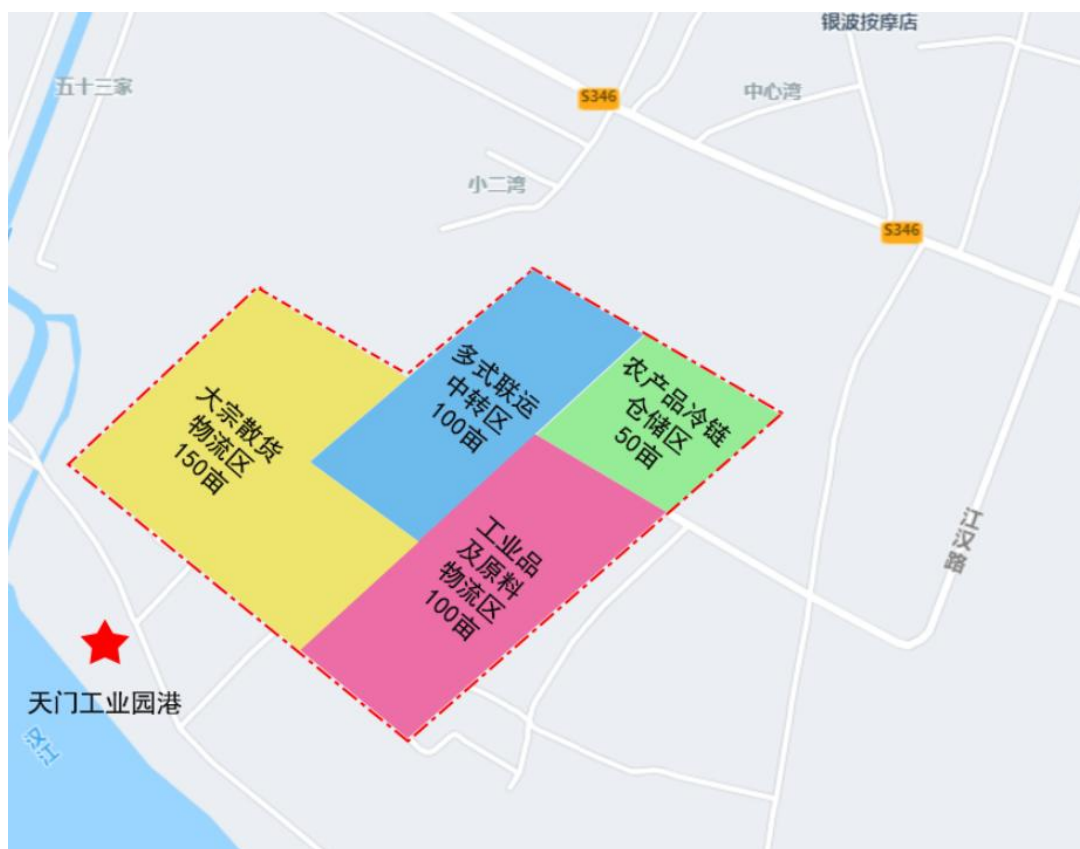 银波按摩店
五十三家
S346
中心湾
小二湾
S346
多式联运
中转区
100亩
农产品冷链
仓储区
50亩
大宗散货
物流区
150亩
工业品
及原料
物流区
100亩
江汉路
天门工业园港
汉江